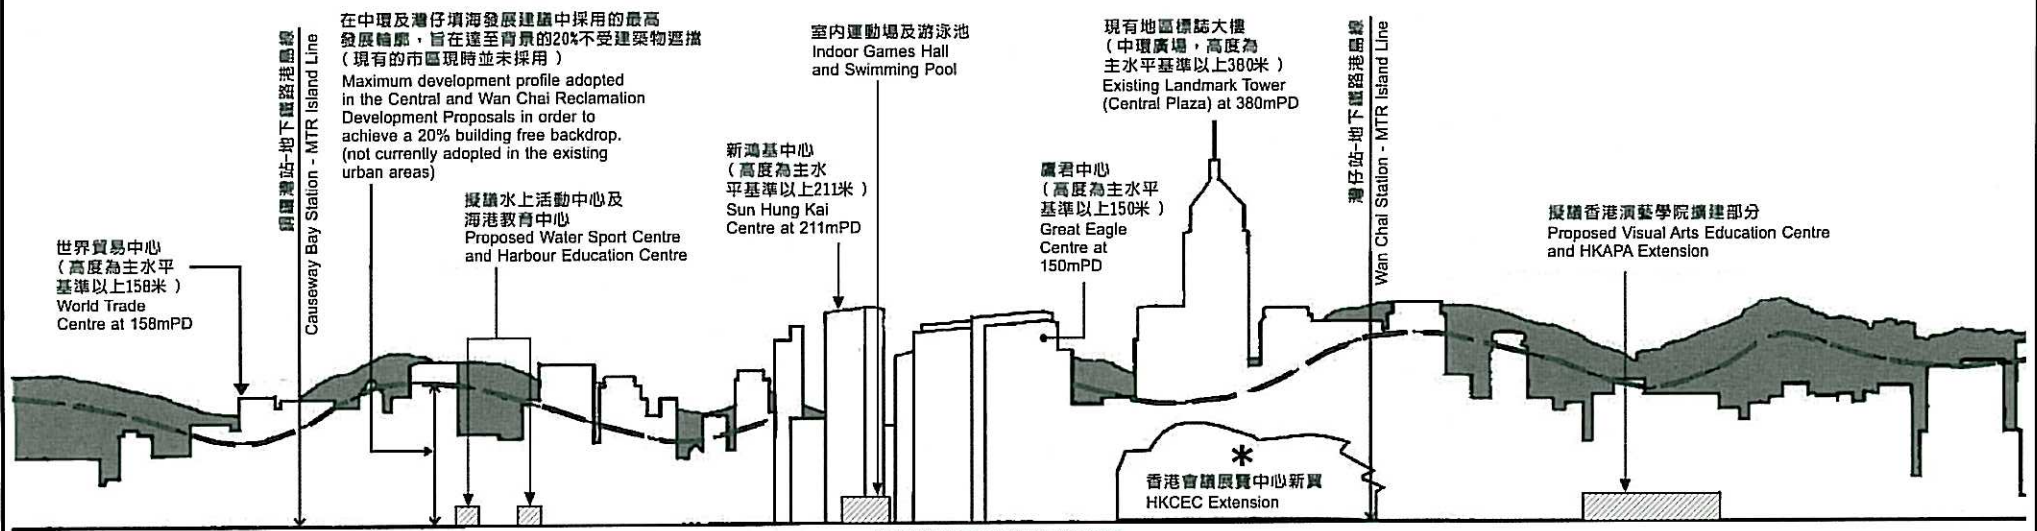 世界貿易中心
(高度為主水平
基準以上158米)
World Trade
Centre at 158mPD
銅鑼灣站-地下鐵路港島線
Causeway Bay Station - MTR Island Line
在中環及灣仔填海發展建議中採用的最高
發展輪廓，旨在達至背景的20%不受建築物遮擋
(現有的市區現時並未採用)
Maximum development profile adopted
in the Central and Wan Chai Reclamation
Development Proposals in order to
achieve a 20% building free backdrop.
(not currently adopted in the existing
urban areas)
擬議水上活動中心及
海港教育中心
Proposed Water Sport Centre
and Harbour Education Centre
新鴻基中心
(高度為主水
平基準以上211米)
Sun Hung Kai
Centre at 211mPD
室內運動場及游泳池
Indoor Games Hall
and Swimming Pool
鷹君中心
(高度為主水平
基準以上150米)
Great Eagle
Centre at
150mPD
現有地區標誌大樓
(中環廣場，高度為
主水平基準以上380米)
Existing Landmark Tower
(Central Plaza) at 380mPD
灣仔站-地下鐵路港島線
Wan Chai Station - MTR Island Line
擬議香港演藝學院擴建部分
Proposed Visual Arts Education Centre
and HKAPA Extension
*
香港會議展覽中心新翼
HKCEC Extension